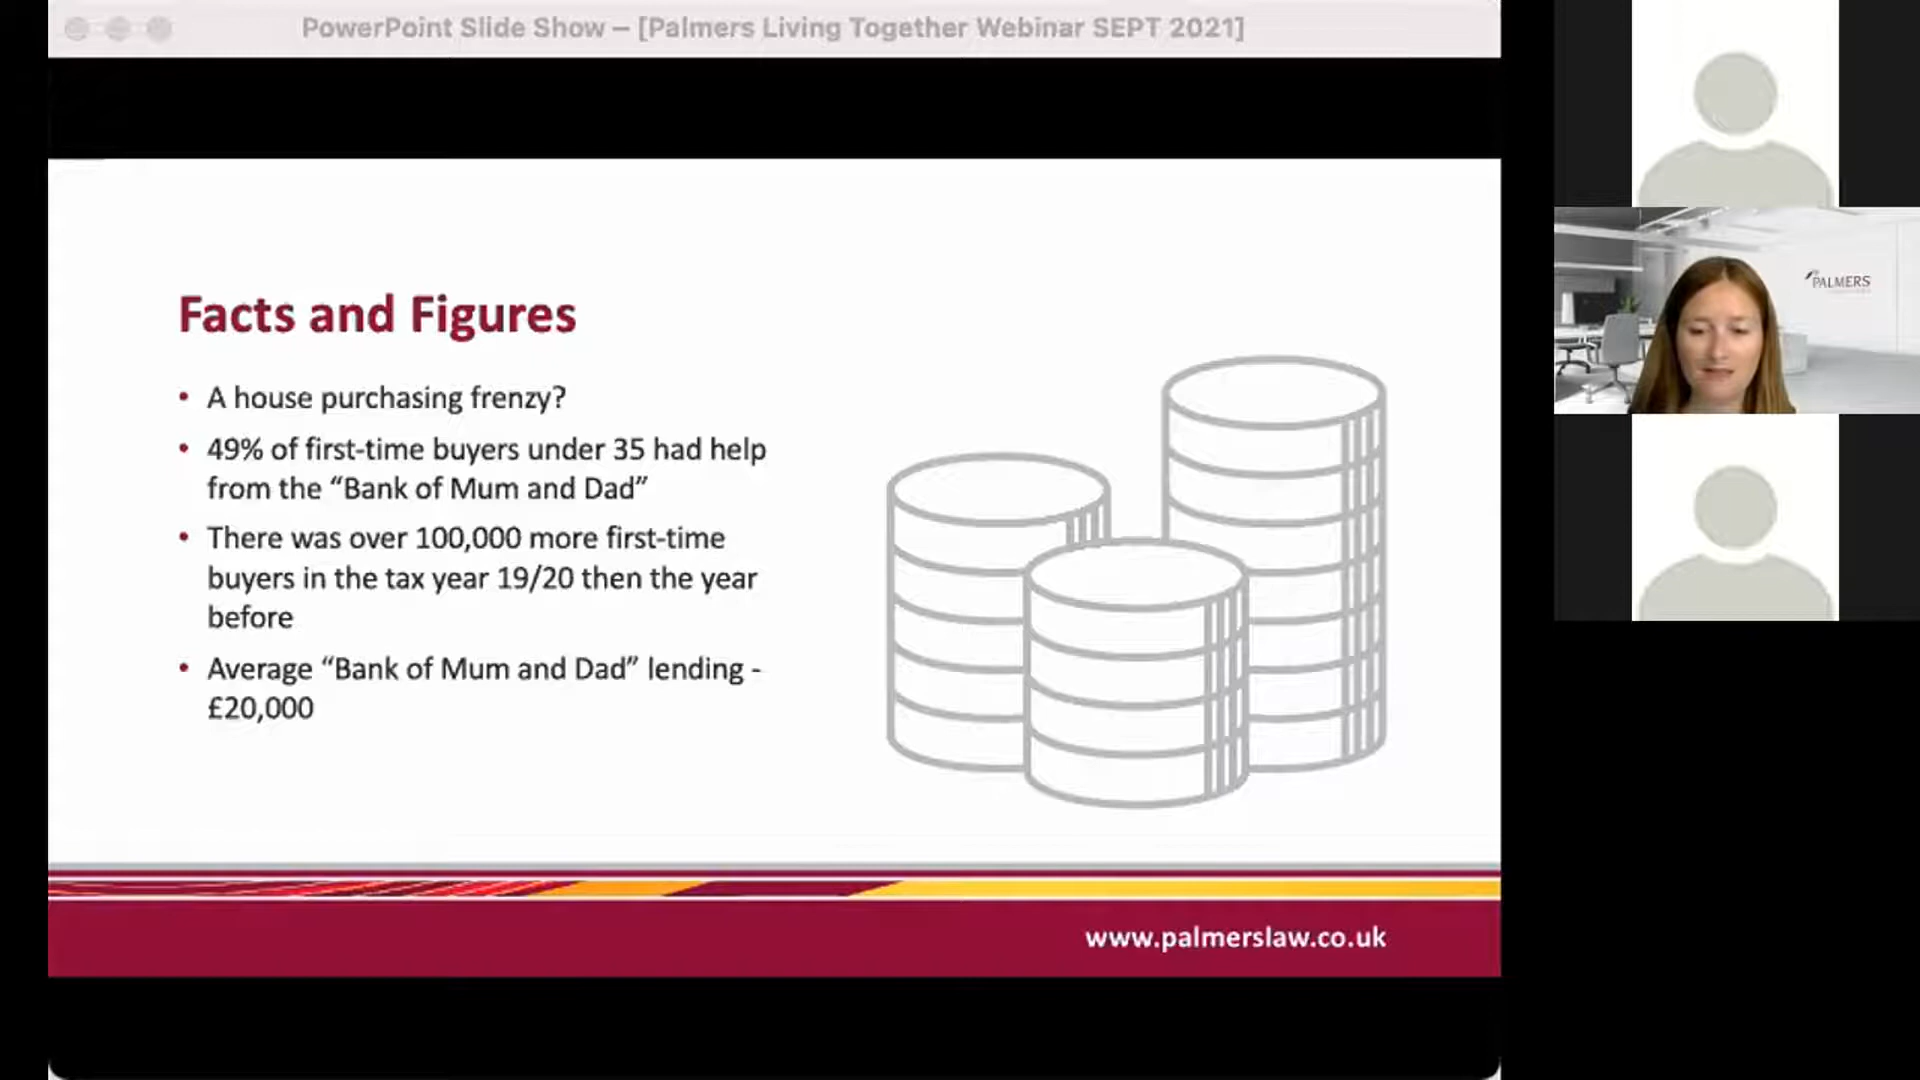 PowerPoint Slide Show – [Palmers Living Together Webinar SEPT 2021]
Facts and Figures
• A house purchasing frenzy?
• 49% of first-time buyers under 35 had help
from the “Bank of Mum and Dad”
• There was over 100,000 more first-time
buyers in the tax year 19/20 then the year
before
• Average “Bank of Mum and Dad” lending -
£20,000
www.palmerslaw.co.uk
PALMERS